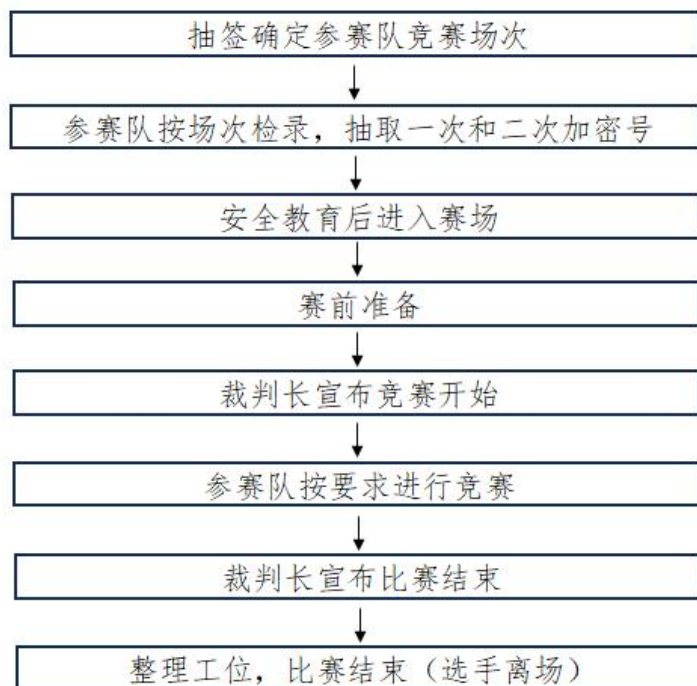 抽签确定参赛队竞赛场次
参赛队按场次检录，抽取一次和二次加密号
安全教育后进入赛场
赛前准备
裁判长宣布竞赛开始
参赛队按要求进行竞赛
裁判长宣布比赛结束
整理工位，比赛结束（选手离场）